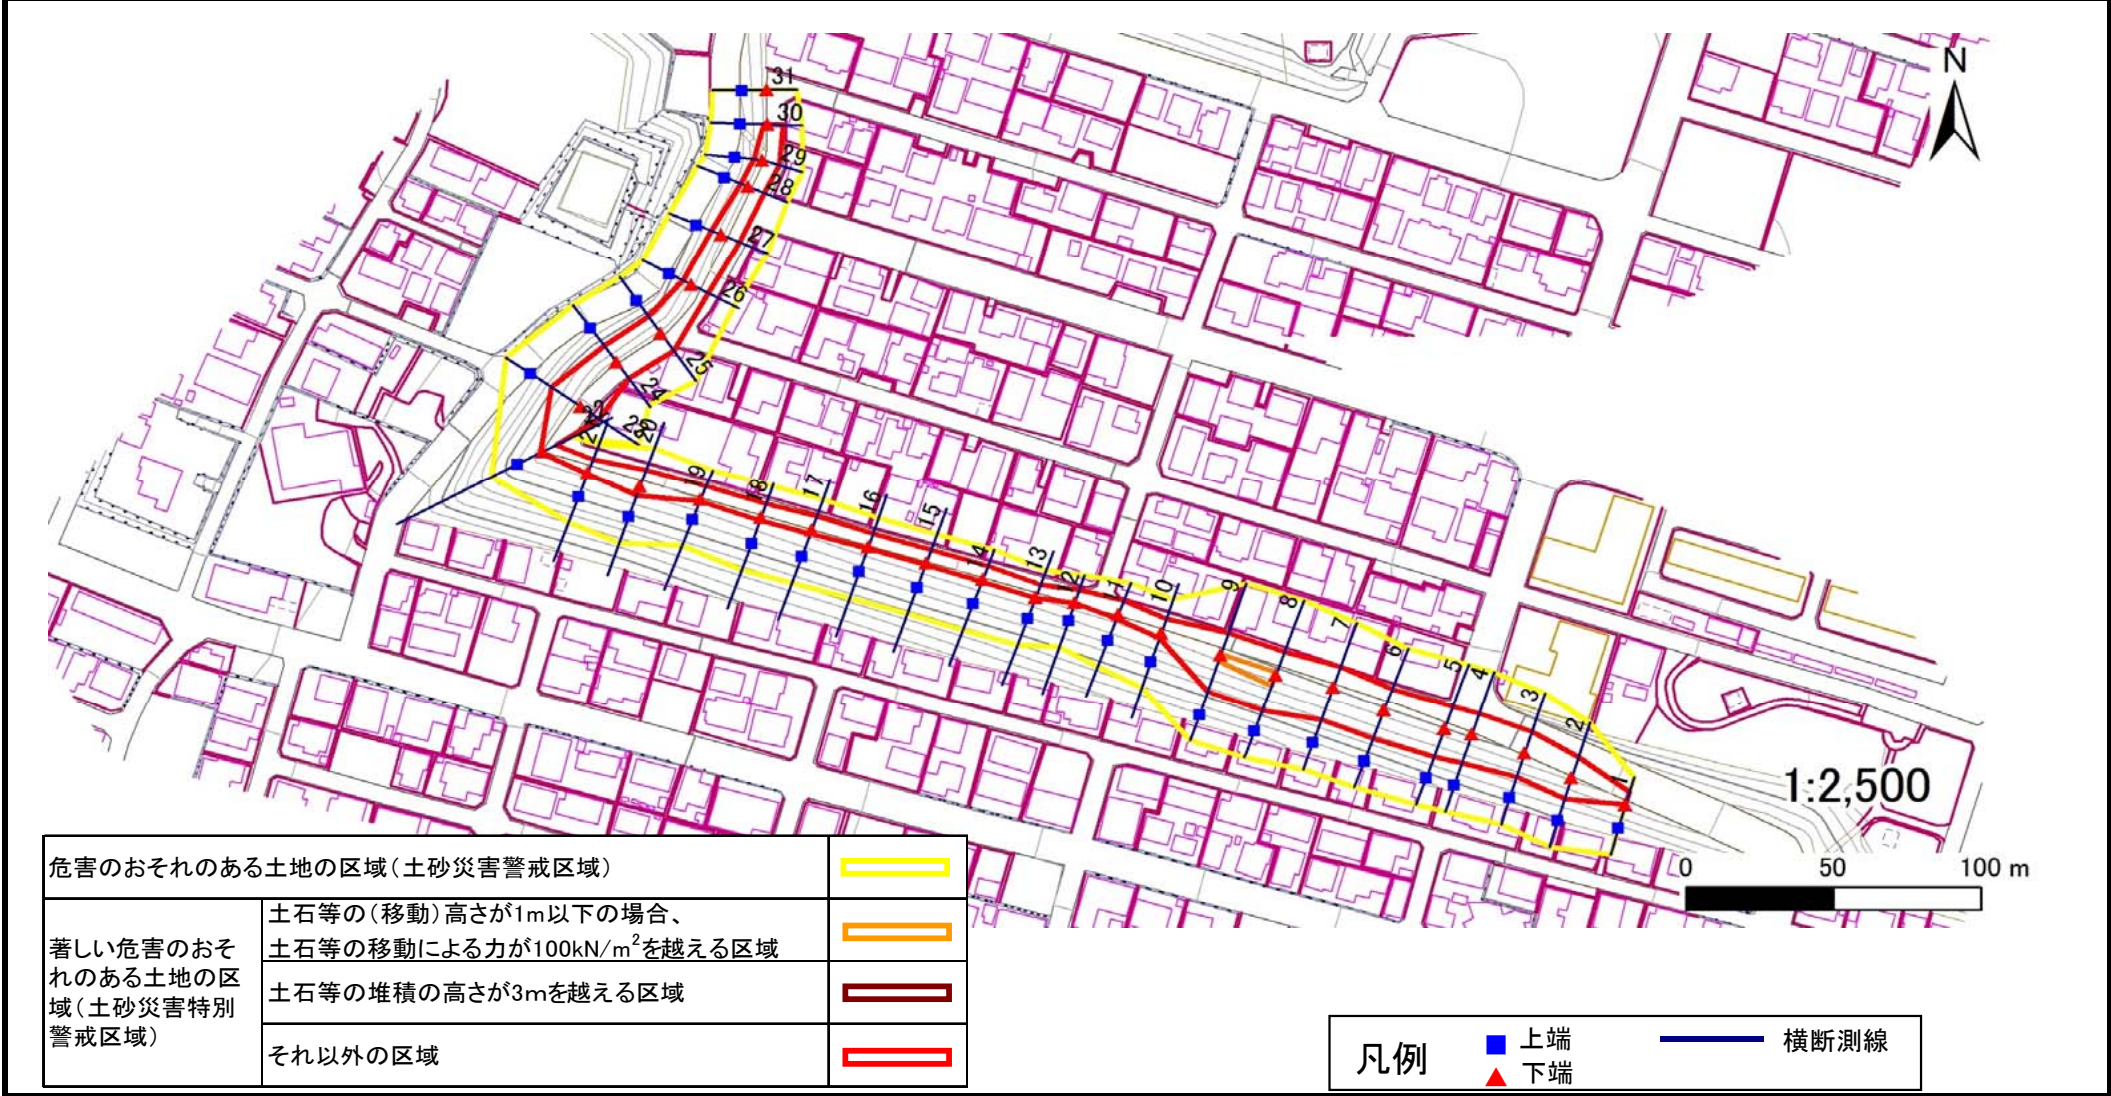 N
31
30
29
28
27
26
25
24
22
21
23
20
19
18
17
16
15
14
13
12
11
10
9
8
7
6
5
4
3
2
1
1:2,500
0 50 100 m
危害のおそれのある土地の区域(土砂災害警戒区域)
著しい危害のおそ
れのある土地の区
域(土砂災害特別
警戒区域)
土石等の(移動)高さが1m以下の場合、
土石等の移動による力が100kN/m²を越える区域
土石等の堆積の高さが3mを越える区域
それ以外の区域
凡例
上端
下端
横断測線